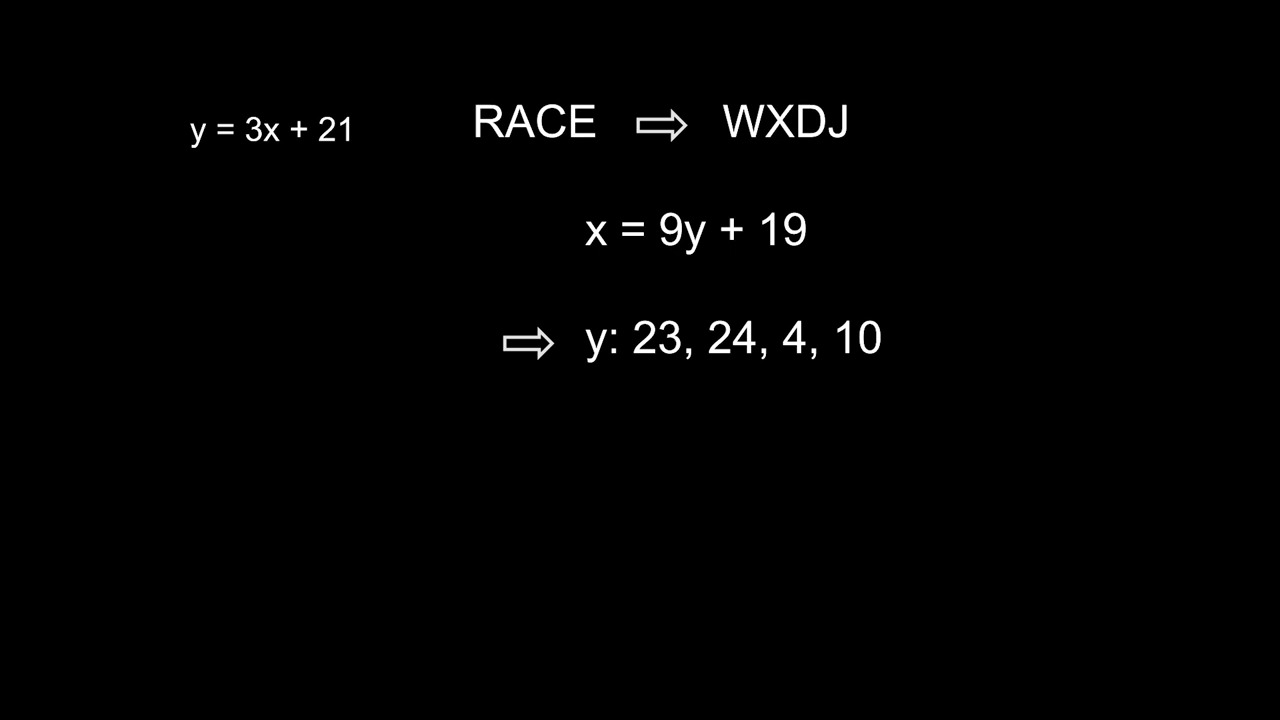 y = 3x + 21 RACE ⇨ WXDJ
x = 9y + 19
⇨ y: 23, 24, 4, 10